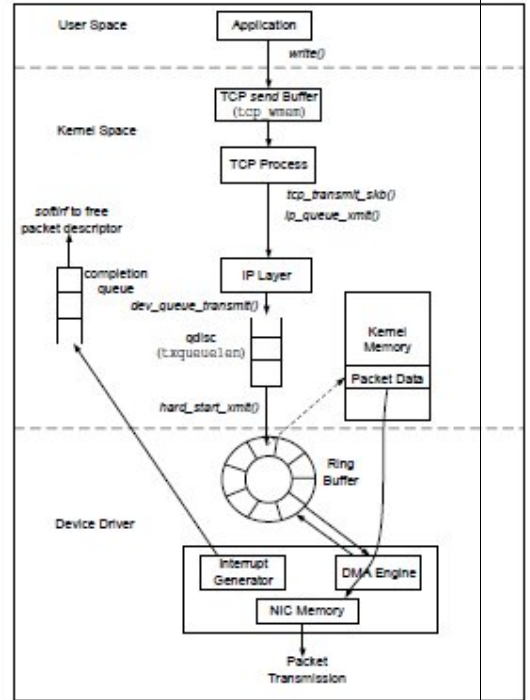 User Space
Application
write()
TCP send Buffer
(tcp_wmem)
Kernel Space
TCP Process
tcp_transmit_skb()
ip_queue_xmit()
softirf to free
packet descriptor
IP Layer
completion
queue
dev_queue_transmit()
qdisc
(txqueuelen)
Kernel
Memory
Packet Data
hard_start_xmit()
Ring
Buffer
Device Driver
Interrupt
Generator
DMA Engine
NIC Memory
Packet
Transmission